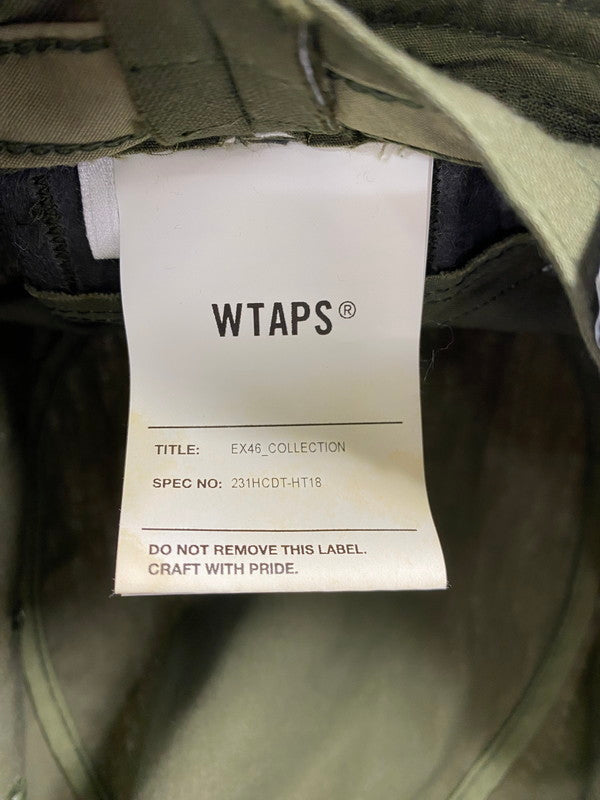 WTAPS®
TITLE: EX46_COLLECTION
SPEC NO: 231HCDT-HT18
DO NOT REMOVE THIS LABEL.
CRAFT WITH PRIDE.